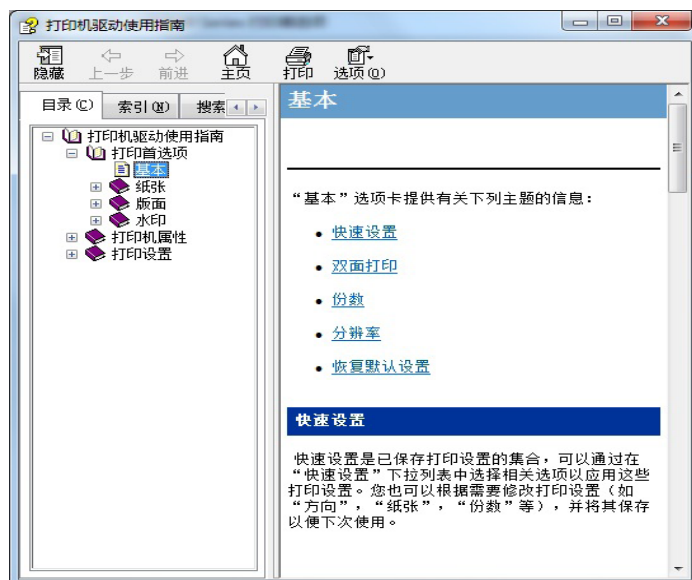 打印机驱动使用指南
隐藏 上一步 前进 主页 打印 选项(O)
目录(C) 索引(N) 搜索
打印机驱动使用指南
打印首选项
基本
纸张
版面
水印
打印机属性
打印设置
基本
“基本”选项卡提供有关下列主题的信息：
• 快速设置
• 双面打印
• 份数
• 分辨率
• 恢复默认设置
快速设置
快速设置是已保存打印设置的集合，可以通过在
“快速设置”下拉列表中选择相关选项以应用这些
打印设置。您也可以根据需要修改打印设置（如
“方向”，“纸张”，“份数”等），并将其保存
以便下次使用。